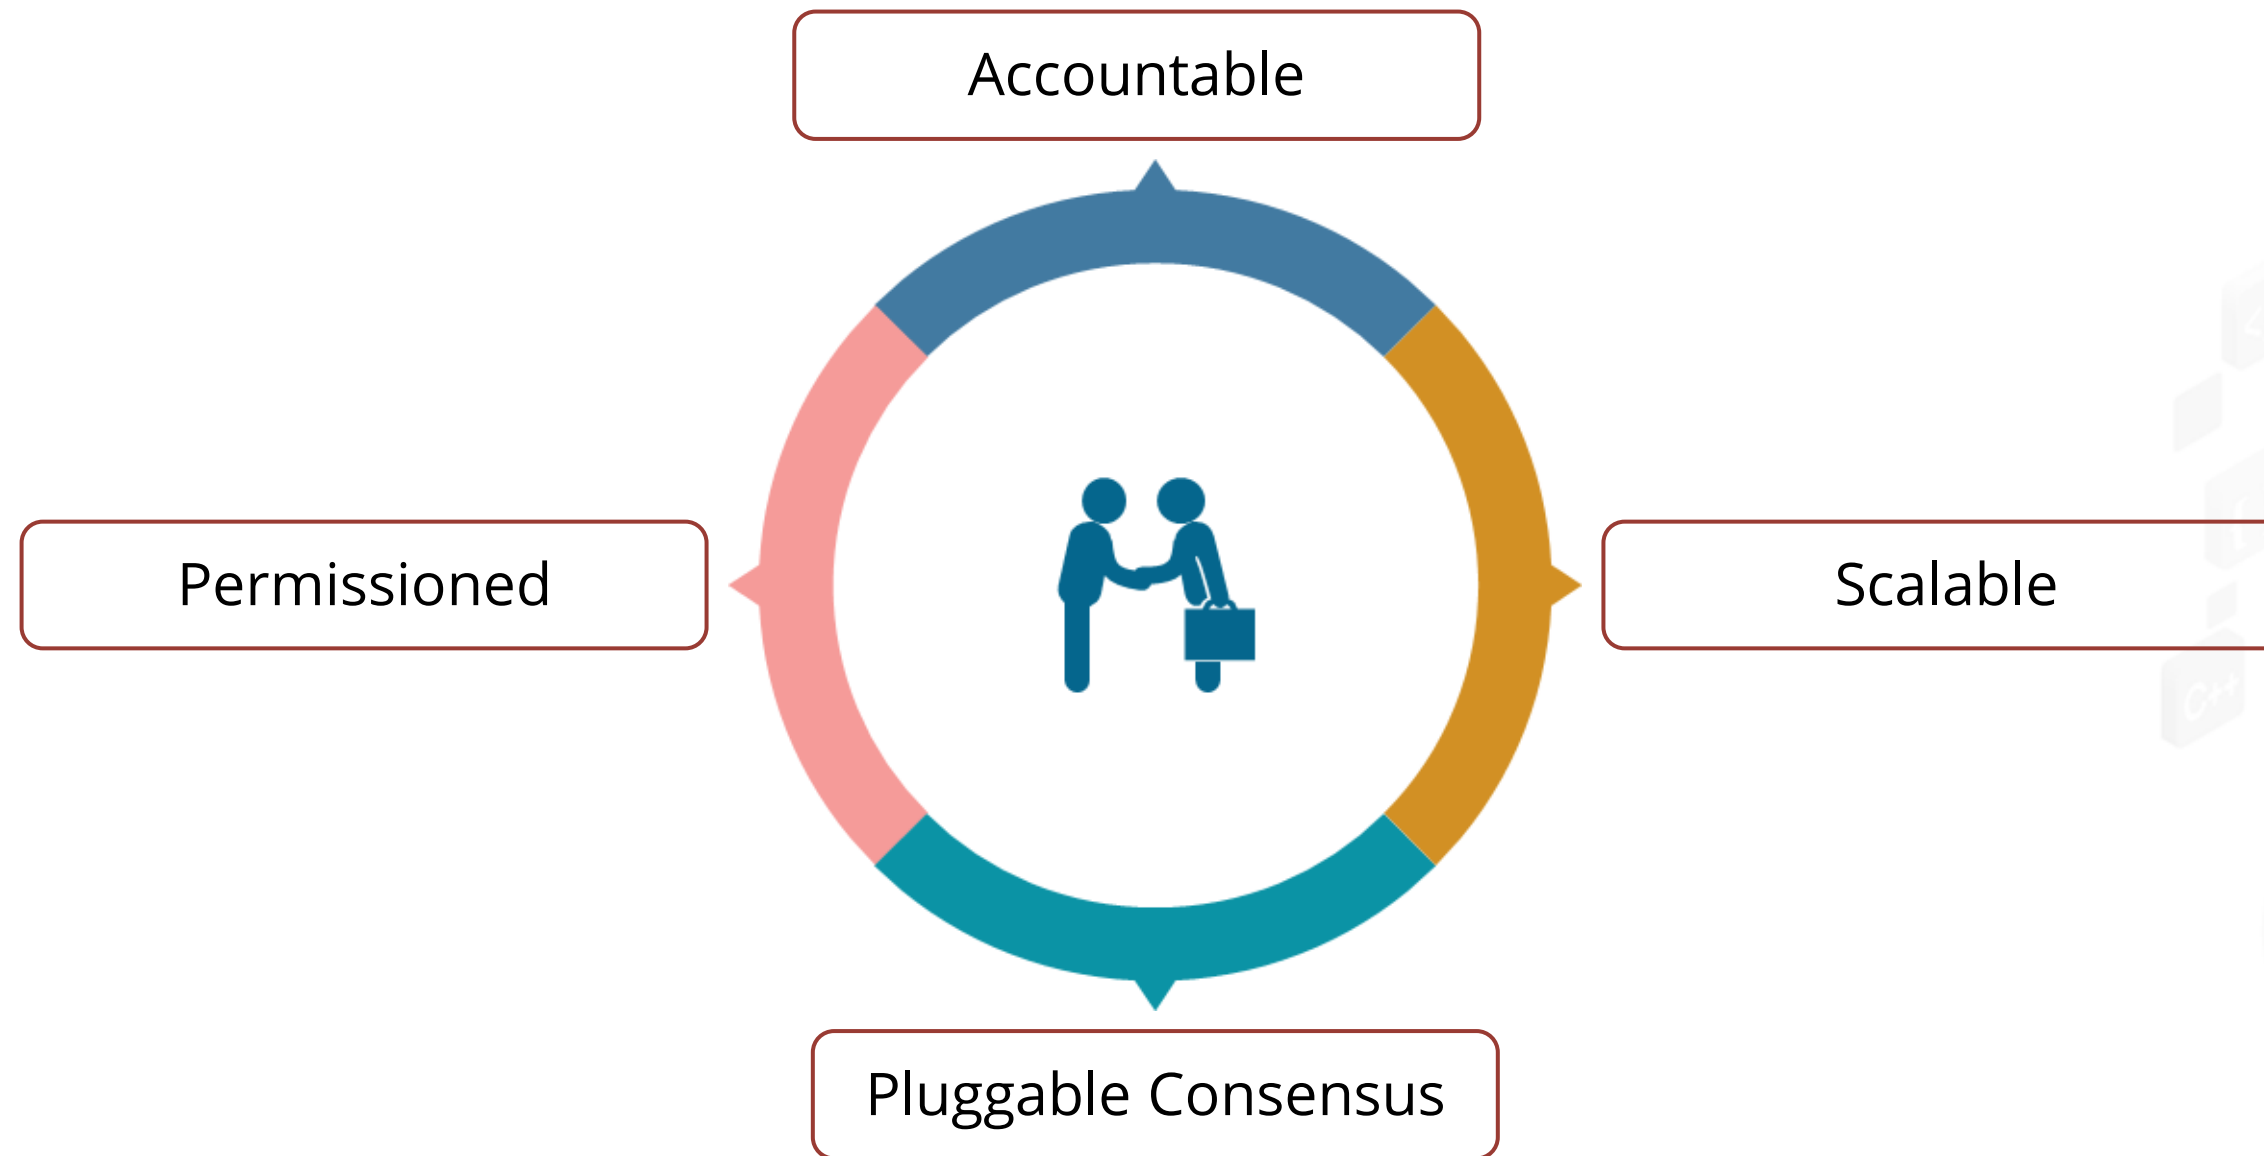 Accountable
Permissioned
Scalable
C++
Pluggable Consensus